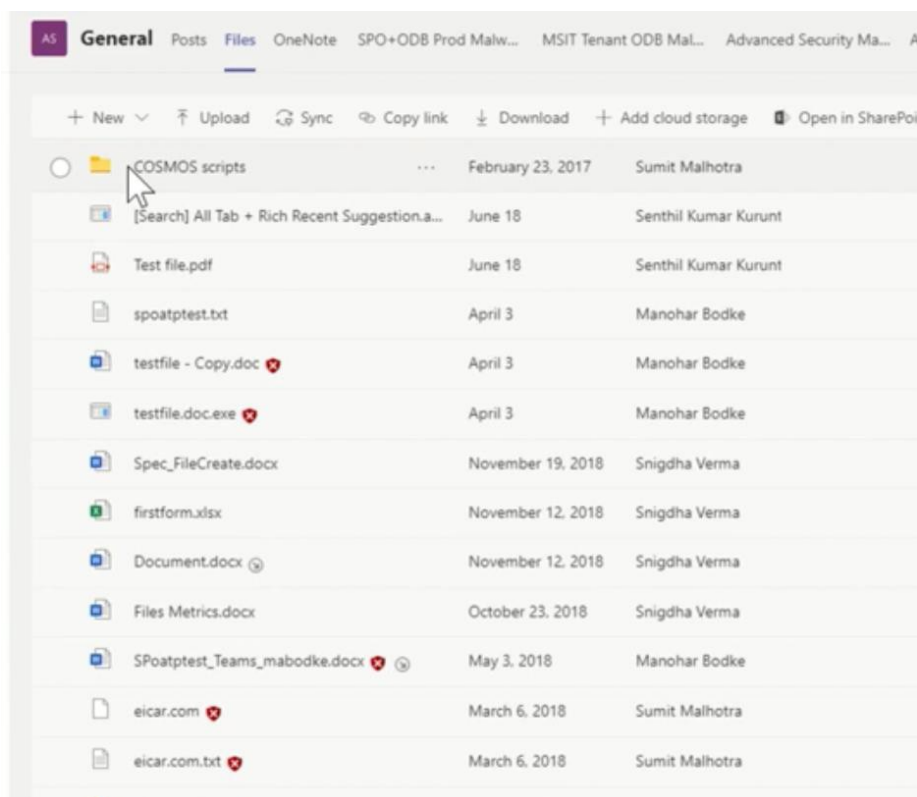 AS General Posts Files OneNote SPO+ODB Prod Malw... MSIT Tenant ODB Mal... Advanced Security Ma... A
+ New Upload Sync Copy link Download + Add cloud storage Open in SharePoi
COSMOS scripts ... February 23, 2017 Sumit Malhotra
[Search] All Tab + Rich Recent Suggestion.a... June 18 Senthil Kumar Kurunt
Test file.pdf June 18 Senthil Kumar Kurunt
spoatptest.txt April 3 Manohar Bodke
testfile - Copy.doc April 3 Manohar Bodke
testfile.doc.exe April 3 Manohar Bodke
Spec_FileCreate.docx November 19, 2018 Snigdha Verma
firstform.xlsx November 12, 2018 Snigdha Verma
Document.docx November 12, 2018 Snigdha Verma
Files Metrics.docx October 23, 2018 Snigdha Verma
SPoatptest_Teams_mabodke.docx May 3, 2018 Manohar Bodke
eicar.com March 6, 2018 Sumit Malhotra
eicar.com.txt March 6, 2018 Sumit Malhotra